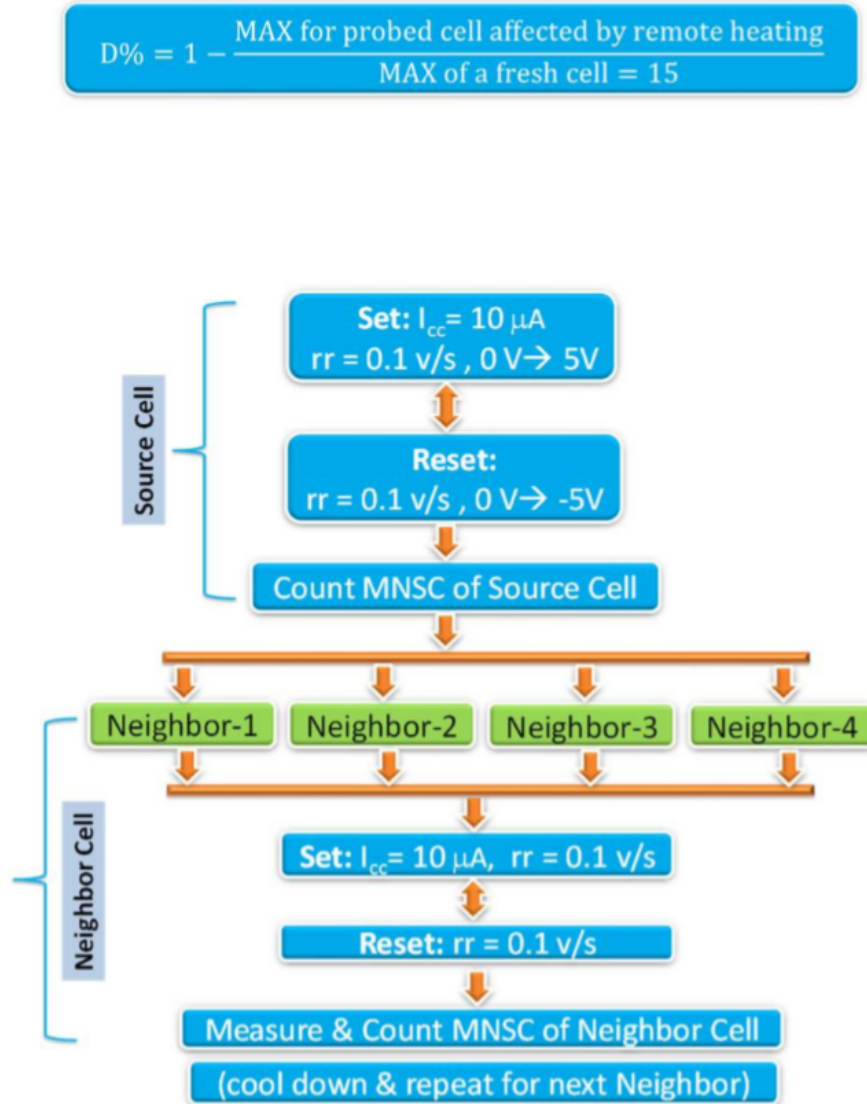 D% = 1 − MAX for probed cell affected by remote heating / MAX of a fresh cell = 15
Set: Icc= 10 μA
rr = 0.1 v/s , 0 V→ 5V
Reset:
rr = 0.1 v/s , 0 V→ -5V
Count MNSC of Source Cell
Source Cell
Neighbor-1 Neighbor-2 Neighbor-3 Neighbor-4
Set: Icc= 10 μA, rr = 0.1 v/s
Reset: rr = 0.1 v/s
Measure & Count MNSC of Neighbor Cell
(cool down & repeat for next Neighbor)
Neighbor Cell